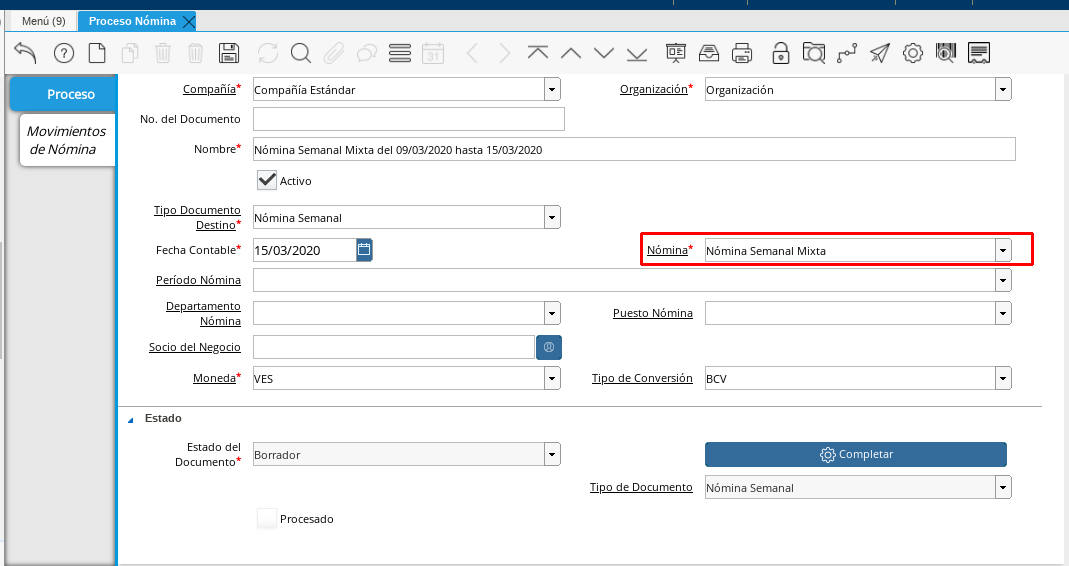 Menú (9)
Proceso Nómina
31
Proceso
Movimientos
de Nómina
Compañía* Compañía Estándar
Organización* Organización
No. del Documento
Nombre* Nómina Semanal Mixta del 09/03/2020 hasta 15/03/2020
Activo
Tipo Documento
Destino* Nómina Semanal
Fecha Contable* 15/03/2020
Nómina* Nómina Semanal Mixta
Período Nómina
Departamento
Nómina
Puesto Nómina
Socio del Negocio
Moneda* VES
Tipo de Conversión BCV
Estado
Estado del
Documento* Borrador
Completar
Tipo de Documento Nómina Semanal
Procesado